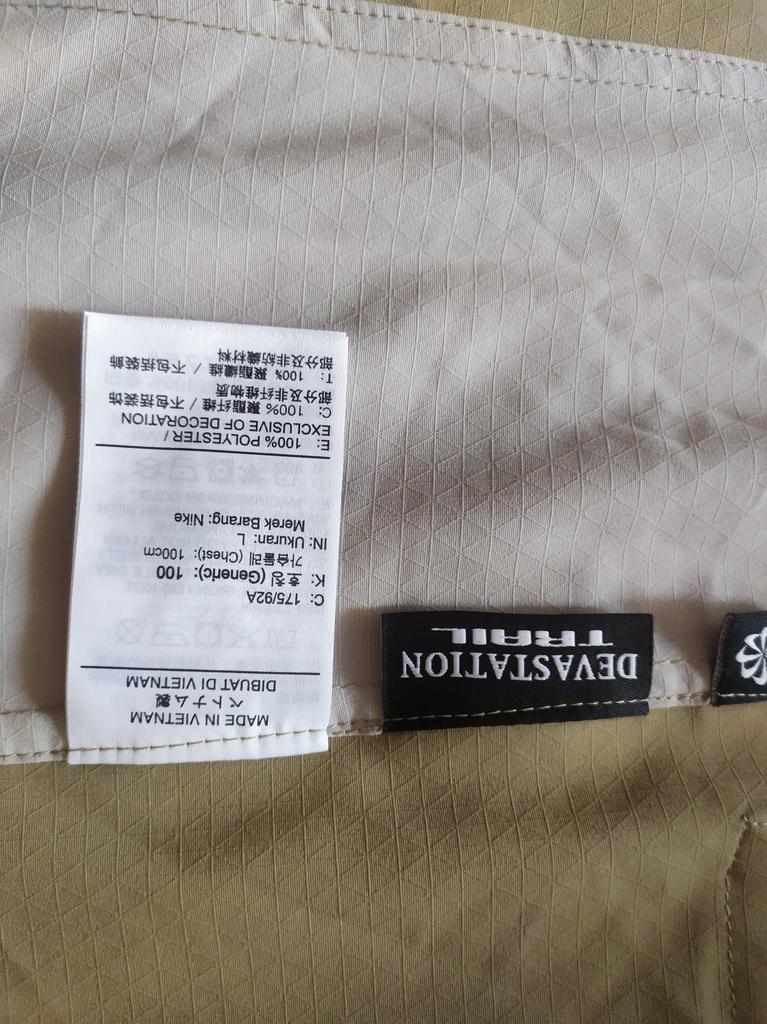 MADE IN VIETNAM
ベトナム製
DIBUAT DI VIETNAM
C: 175/92A
K: 호칭 (Generic): 100
가슴둘레 (Chest): 100cm
IN: Ukuran: L
Merek Barang: Nike
E: 100% POLYESTER /
EXCLUSIVE OF DECORATION
C: 100% 聚酯纤维 / 不包括装饰
部分及非纤维物质
T: 100% 聚酯纖維 / 不包括裝飾
部分及非紡織材料
DEVASTATION
TRAIL